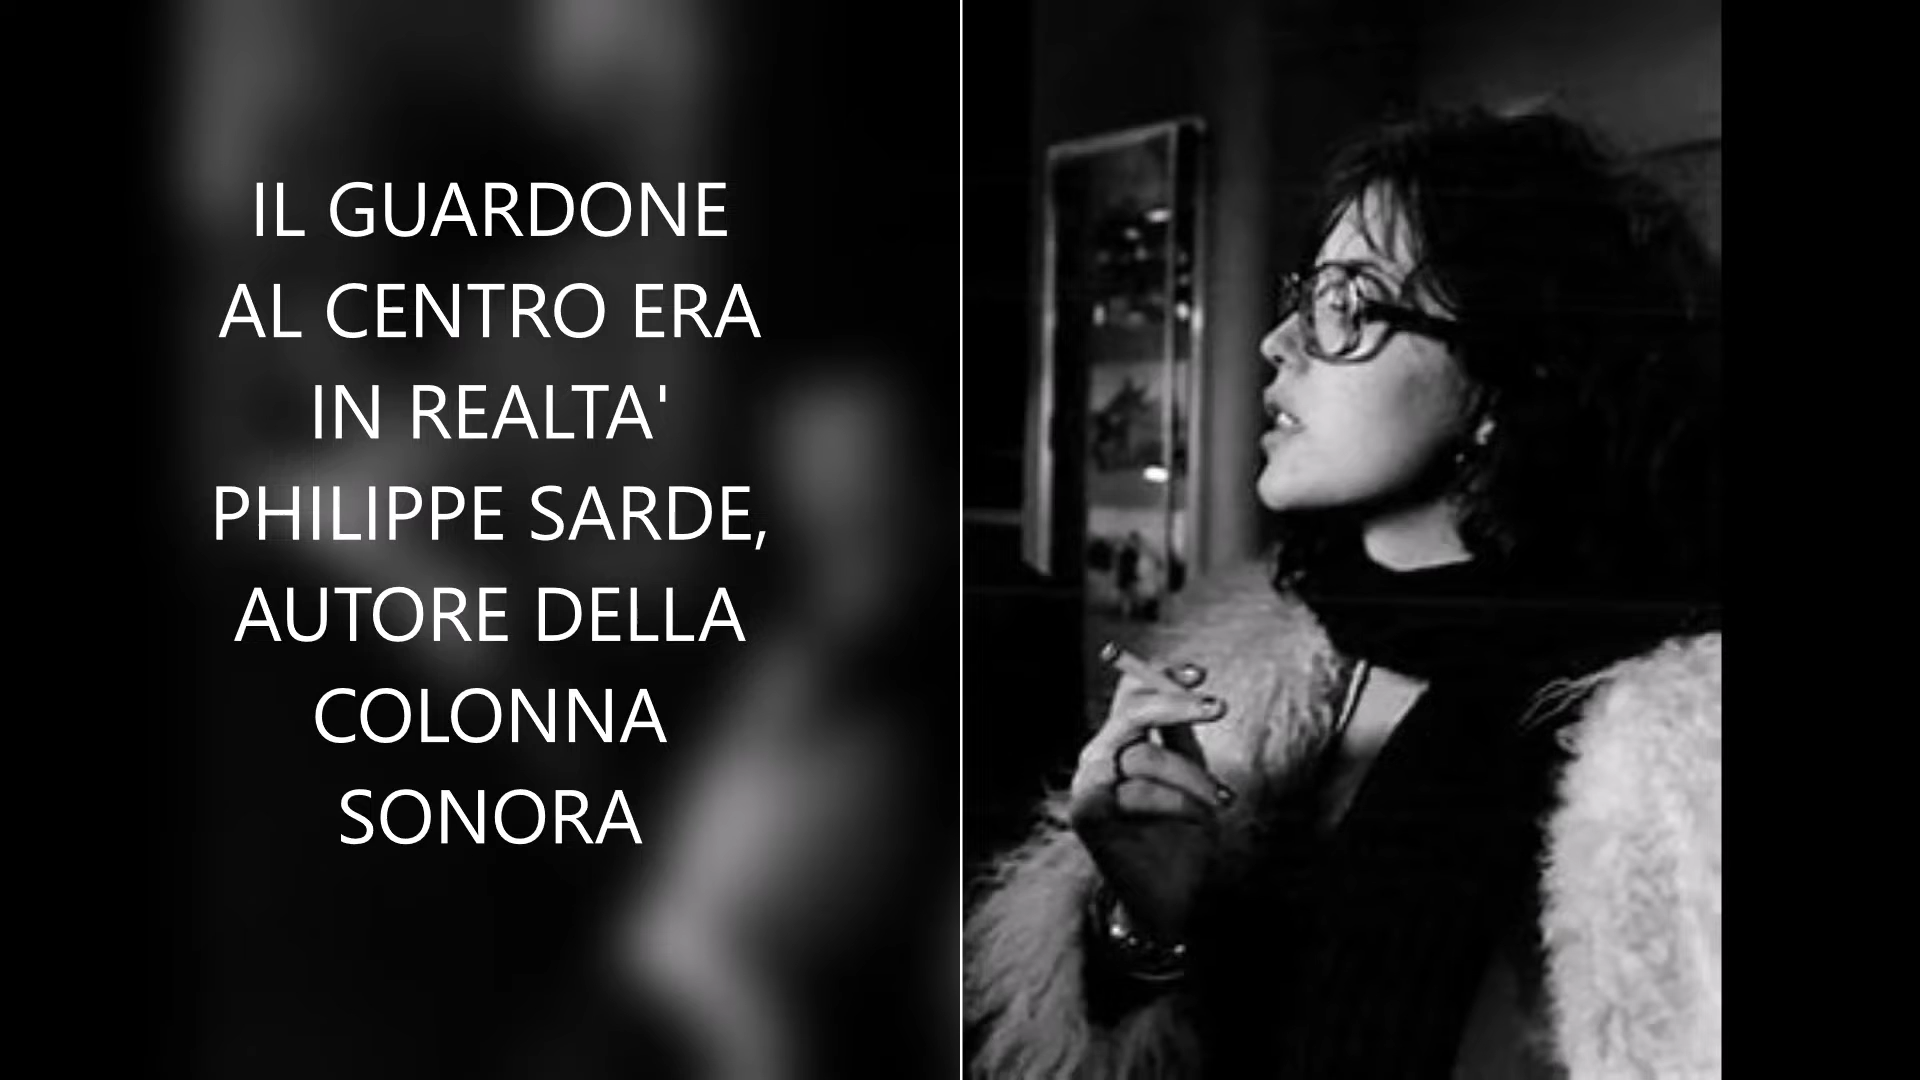 IL GUARDONE
AL CENTRO ERA
IN REALTA'
PHILIPPE SARDE,
AUTORE DELLA
COLONNA
SONORA